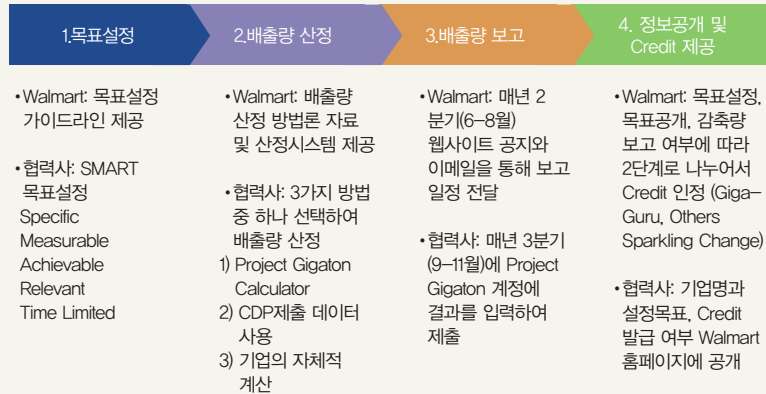 1.목표설정
2.배출량 산정
3.배출량 보고
4. 정보공개 및
Credit 제공
•Walmart: 목표설정
가이드라인 제공
•협력사: SMART
목표설정
Specific
Measurable
Achievable
Relevant
Time Limited
•Walmart: 배출량
산정 방법론 자료
및 산정시스템 제공
•협력사: 3가지 방법
중 하나 선택하여
배출량 산정
1) Project Gigaton
Calculator
2) CDP제출 데이터
사용
3) 기업의 자체적
계산
•Walmart: 매년 2
분기(6-8월)
웹사이트 공지와
이메일을 통해 보고
일정 전달
•협력사: 매년 3분기
(9-11월)에 Project
Gigaton 계정에
결과를 입력하여
제출
•Walmart: 목표설정,
목표공개, 감축량
보고 여부에 따라
2단계로 나누어서
Credit 인정 (Giga-
Guru, Others
Sparkling Change)
•협력사: 기업명과
설정목표, Credit
발급 여부 Walmart
홈페이지에 공개